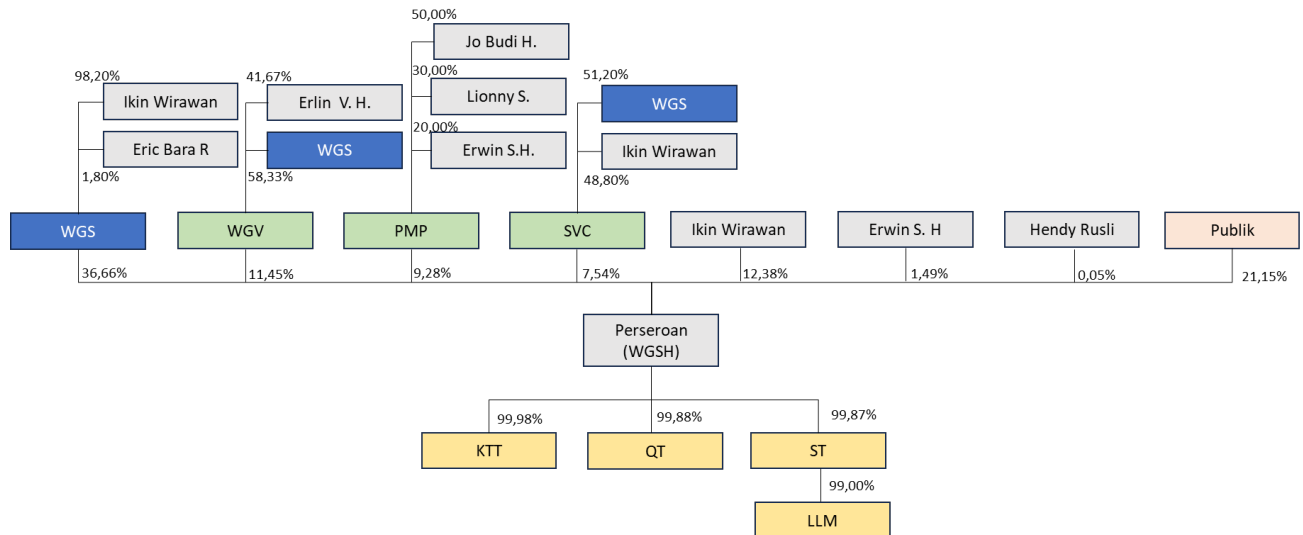 50,00%
Jo Budi H.
98,20%
41,67%
30,00%
51,20%
Ikin Wirawan
Erlin V. H.
Lionny S.
WGS
20,00%
Eric Bara R
WGS
Erwin S.H.
Ikin Wirawan
1,80%
58,33%
48,80%
WGS
WGV
PMP
SVC
Ikin Wirawan
Erwin S. H
Hendy Rusli
Publik
36,66%
11,45%
9,28%
7,54%
12,38%
1,49%
0,05%
21,15%
Perseroan
(WGSH)
99,98%
99,88%
99,87%
KTT
QT
ST
99,00%
LLM